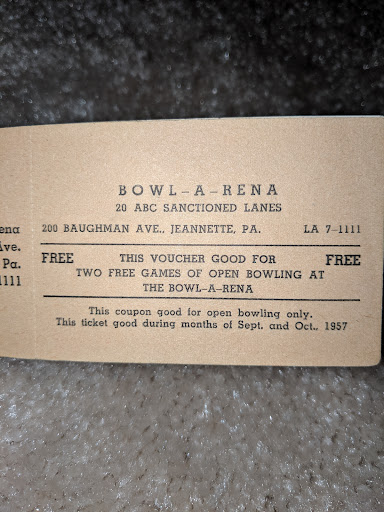 BOWL-A-RENA
20 ABC SANCTIONED LANES
200 BAUGHMAN AVE., JEANNETTE, PA. LA 7-1111
FREE THIS VOUCHER GOOD FOR FREE
TWO FREE GAMES OF OPEN BOWLING AT
THE BOWL-A-RENA
This coupon good for open bowling only.
This ticket good during months of Sept. and Oct., 1957
ena
Ave.
Pa.
1111